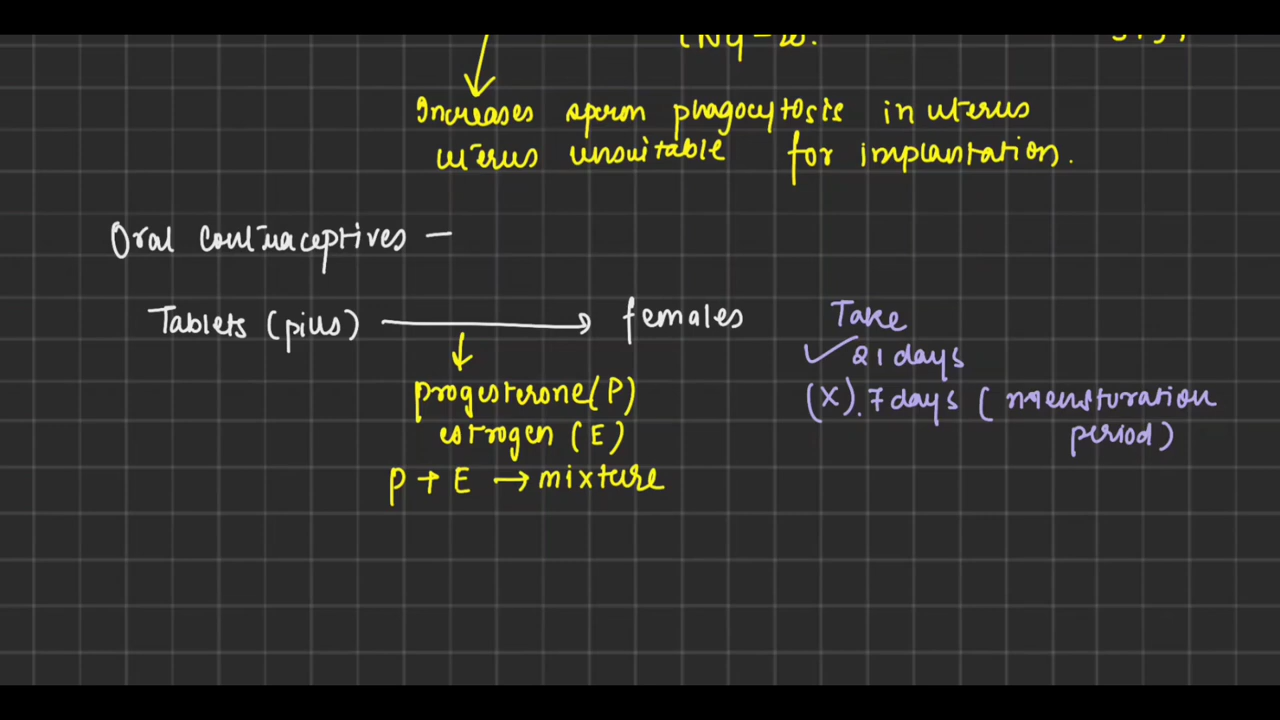 Increases sperm phagocytosis in uterus
uterus unsuitable for implantation.
Oral contraceptives -
Tablets (pills) → females
Take
✓ 21 days
progesterone (P)
(X). 7 days (menstruration
estrogen (E)
period)
P + E → mixture